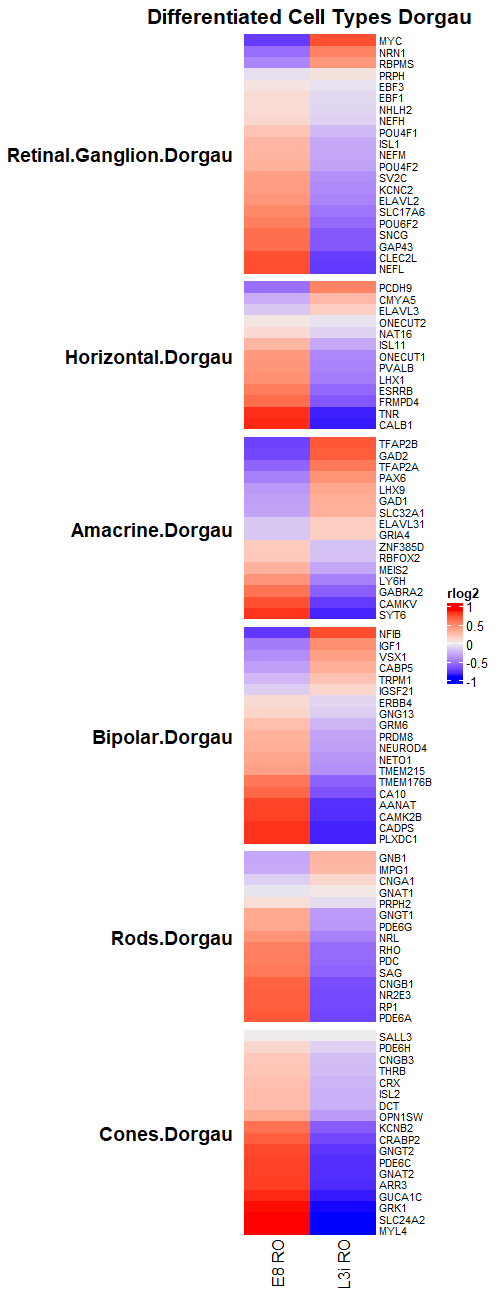 Differentiated Cell Types Dorgau
Retinal.Ganglion.Dorgau
MYC
NRN1
RBPMS
PRPH
EBF3
EBF1
NHLH2
NEFH
POU4F1
ISL1
NEFM
POU4F2
SV2C
KCNC2
ELAVL2
SLC17A6
POU6F2
SNCG
GAP43
CLEC2L
NEFL
Horizontal.Dorgau
PCDH9
CMYA5
ELAVL3
ONECUT2
NAT16
ISL11
ONECUT1
PVALB
LHX1
ESRRB
FRMPD4
TNR
CALB1
Amacrine.Dorgau
TFAP2B
GAD2
TFAP2A
PAX6
LHX9
GAD1
SLC32A1
ELAVL31
GRIA4
ZNF385D
RBFOX2
MEIS2
LY6H
GABRA2
CAMKV
SYT6
rlog2
1
0.5
0
-0.5
-1
Bipolar.Dorgau
NFIB
IGF1
VSX1
CABP5
TRPM1
IGSF21
ERBB4
GNG13
GRM6
PRDM8
NEUROD4
NETO1
TMEM215
TMEM176B
CA10
AANAT
CAMK2B
CADPS
PLXDC1
Rods.Dorgau
GNB1
IMPG1
CNGA1
GNAT1
PRPH2
GNGT1
PDE6G
NRL
RHO
PDC
SAG
CNGB1
NR2E3
RP1
PDE6A
Cones.Dorgau
SALL3
PDE6H
CNGB3
THRB
CRX
ISL2
DCT
OPN1SW
KCNB2
CRABP2
GNGT2
PDE6C
GNAT2
ARR3
GUCA1C
GRK1
SLC24A2
MYL4
E8 RO
L3i RO